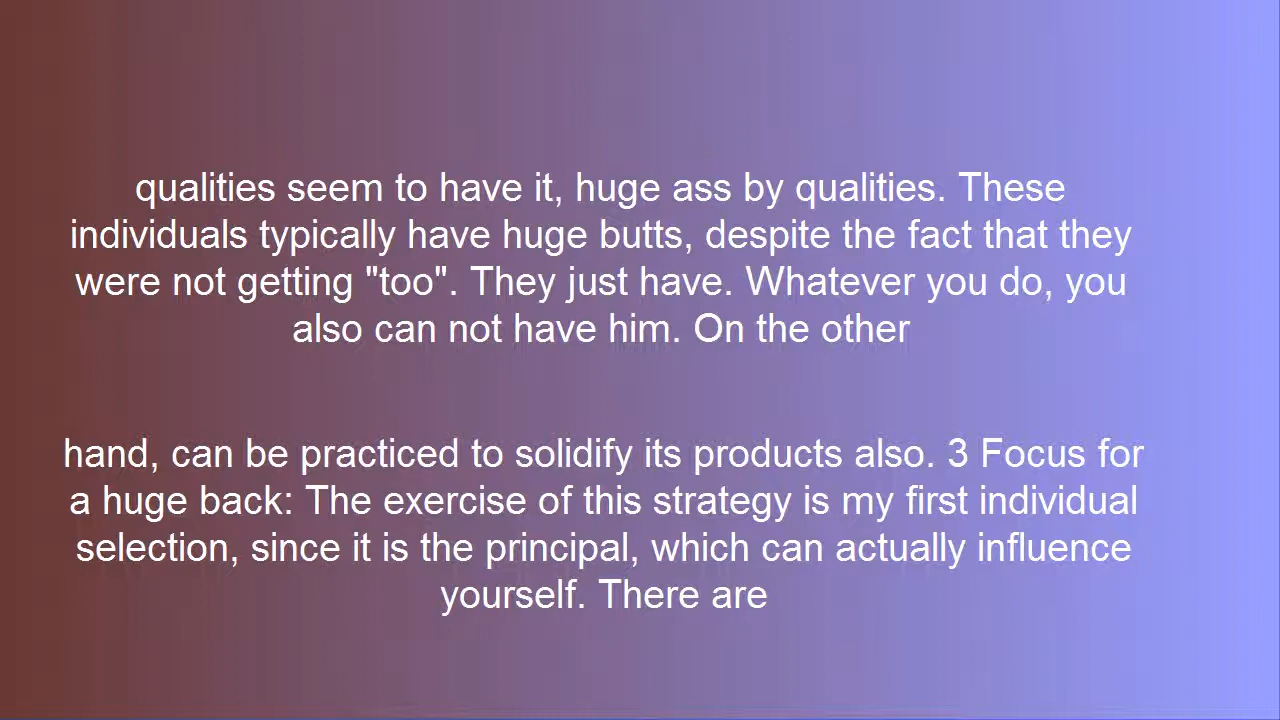 qualities seem to have it, huge ass by qualities. These
individuals typically have huge butts, despite the fact that they
were not getting "too". They just have. Whatever you do, you
also can not have him. On the other
hand, can be practiced to solidify its products also. 3 Focus for
a huge back: The exercise of this strategy is my first individual
selection, since it is the principal, which can actually influence
yourself. There are